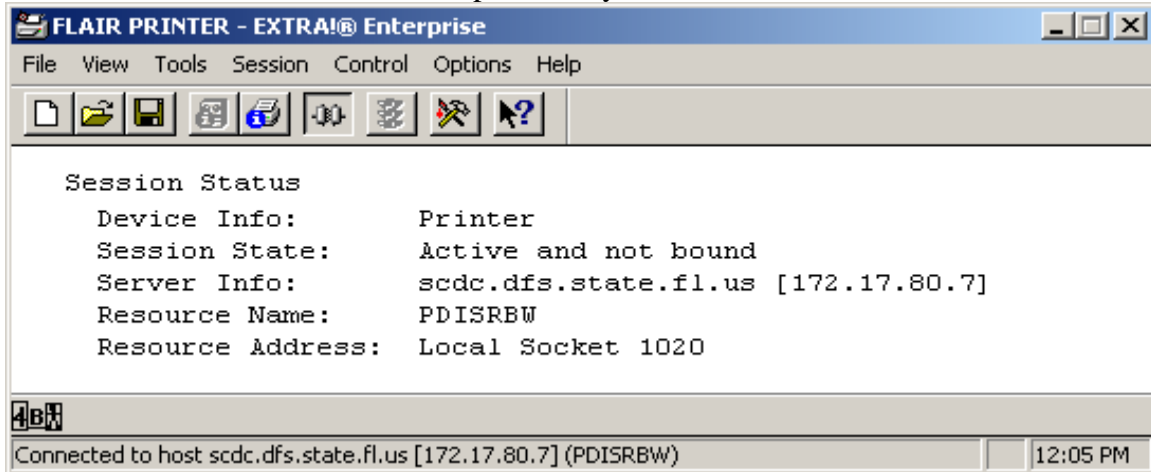 FLAIR PRINTER - EXTRA!® Enterprise
File View Tools Session Control Options Help
Session Status
Device Info: Printer
Session State: Active and not bound
Server Info: scdc.dfs.state.fl.us [172.17.80.7]
Resource Name: PDISRBW
Resource Address: Local Socket 1020
4B
Connected to host scdc.dfs.state.fl.us [172.17.80.7] (PDISRBW) 12:05 PM